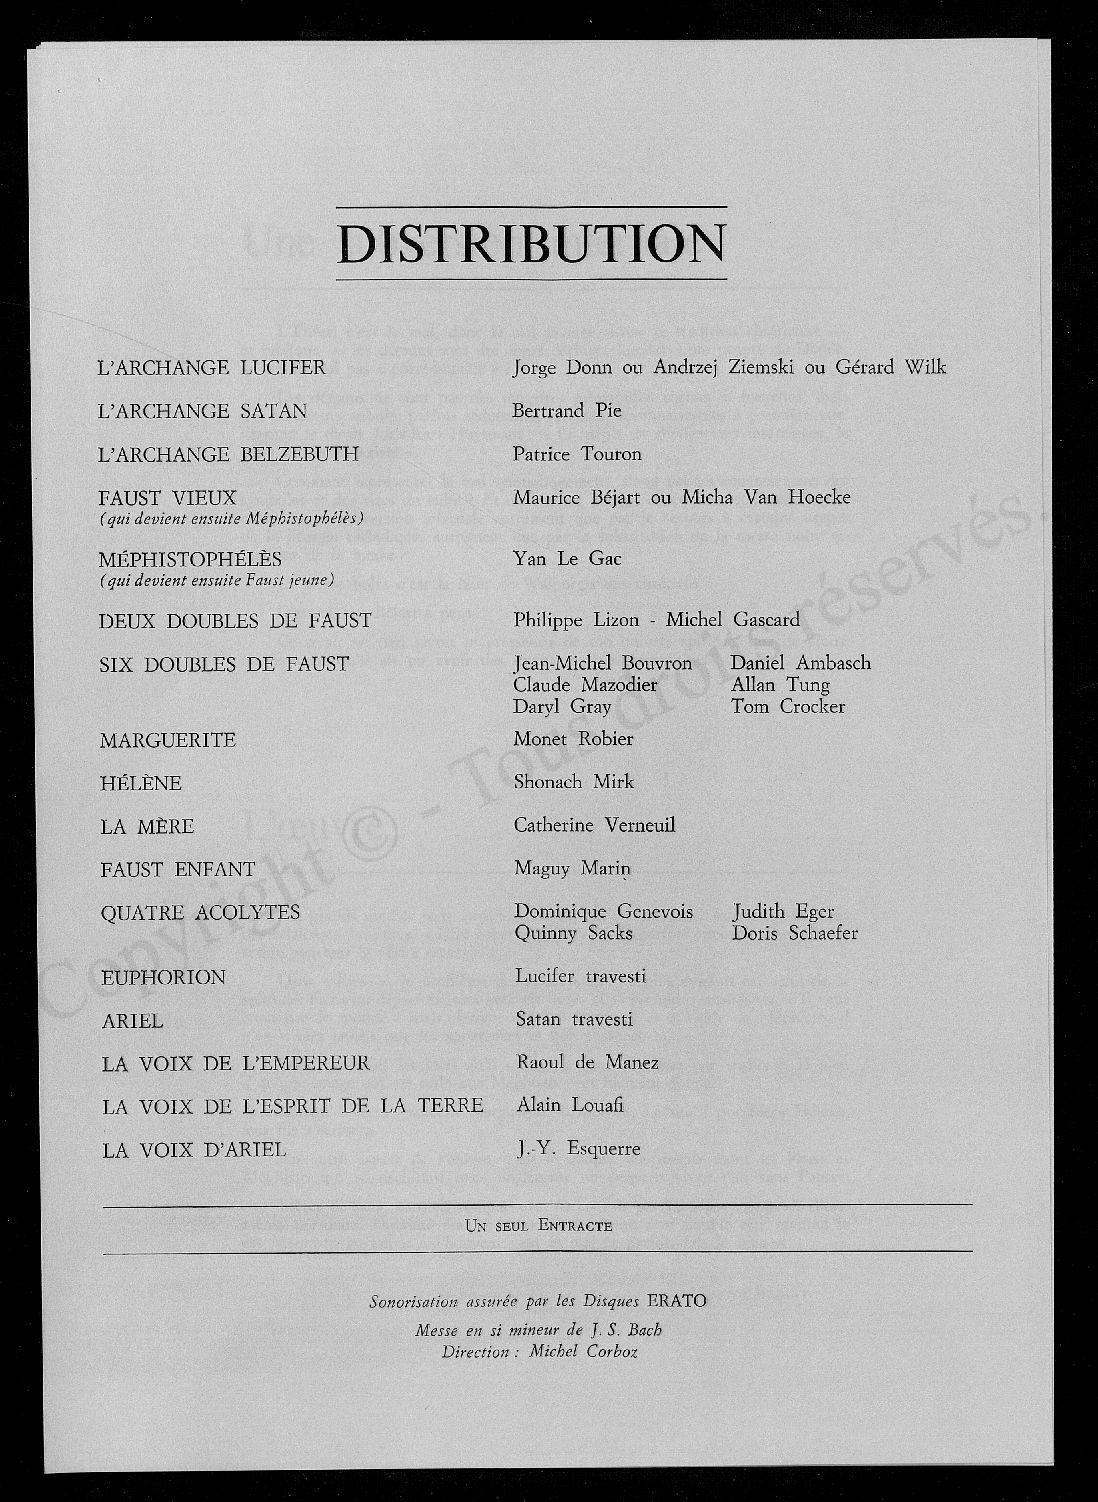 DISTRIBUTION
L'ARCHANGE LUCIFER Jorge Donn ou Andrzej Ziemski ou Gérard Wilk
L'ARCHANGE SATAN Bertrand Pie
L'ARCHANGE BELZEBUTH Patrice Touron
FAUST VIEUX Maurice Béjart ou Micha Van Hoecke
(qui devient ensuite Méphistophélès)
MÉPHISTOPHÉLÈS Yan Le Gac
(qui devient ensuite Faust jeune)
DEUX DOUBLES DE FAUST Philippe Lizon - Michel Gascard
SIX DOUBLES DE FAUST Jean-Michel Bouvron Daniel Ambasch
Claude Mazodier Allan Tung
Daryl Gray Tom Crocker
MARGUERITE Monet Robier
HÉLÈNE Shonach Mirk
LA MÈRE Catherine Verneuil
FAUST ENFANT Maguy Marin
QUATRE ACOLYTES Dominique Genevois Judith Eger
Quinny Sacks Doris Schaefer
EUPHORION Lucifer travesti
ARIEL Satan travesti
LA VOIX DE L'EMPEREUR Raoul de Manez
LA VOIX DE L'ESPRIT DE LA TERRE Alain Louafi
LA VOIX D'ARIEL J.-Y. Esquerre
UN SEUL ENTRACTE
Sonorisation assurée par les Disques ERATO
Messe en si mineur de J. S. Bach
Direction : Michel Corboz
Copyright © - Tous droits réservés.